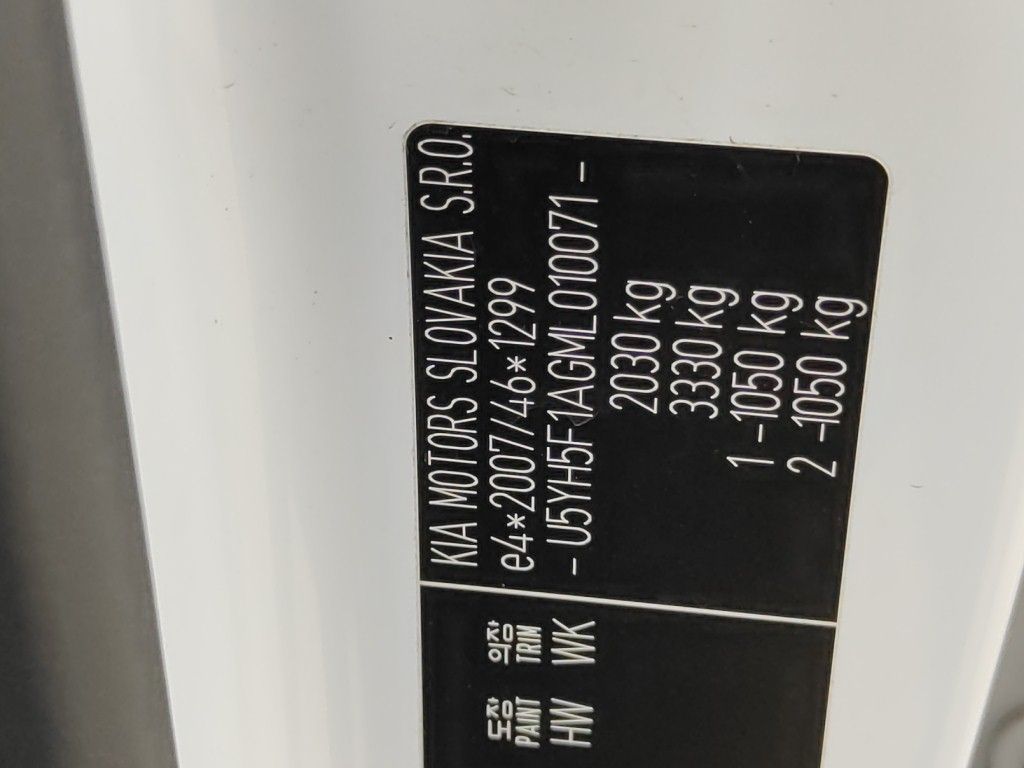 KIA MOTORS SLOVAKIA S.R.O.
e4*2007/46*1299
- U5YH5F1AGML010071 -
2030 kg
3330 kg
1 -1050 kg
2 -1050 kg
도장 의장
PAINT TRIM
HW WK